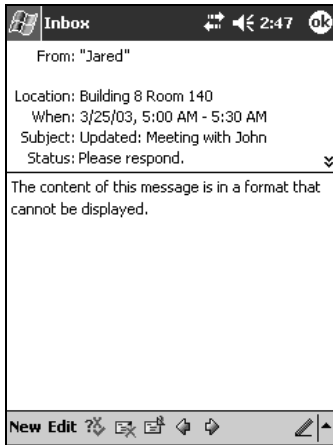 Inbox 2:47 ok
From: "Jared"
Location: Building 8 Room 140
When: 3/25/03, 5:00 AM - 5:30 AM
Subject: Updated: Meeting with John
Status: Please respond.
The content of this message is in a format that
cannot be displayed.
New Edit